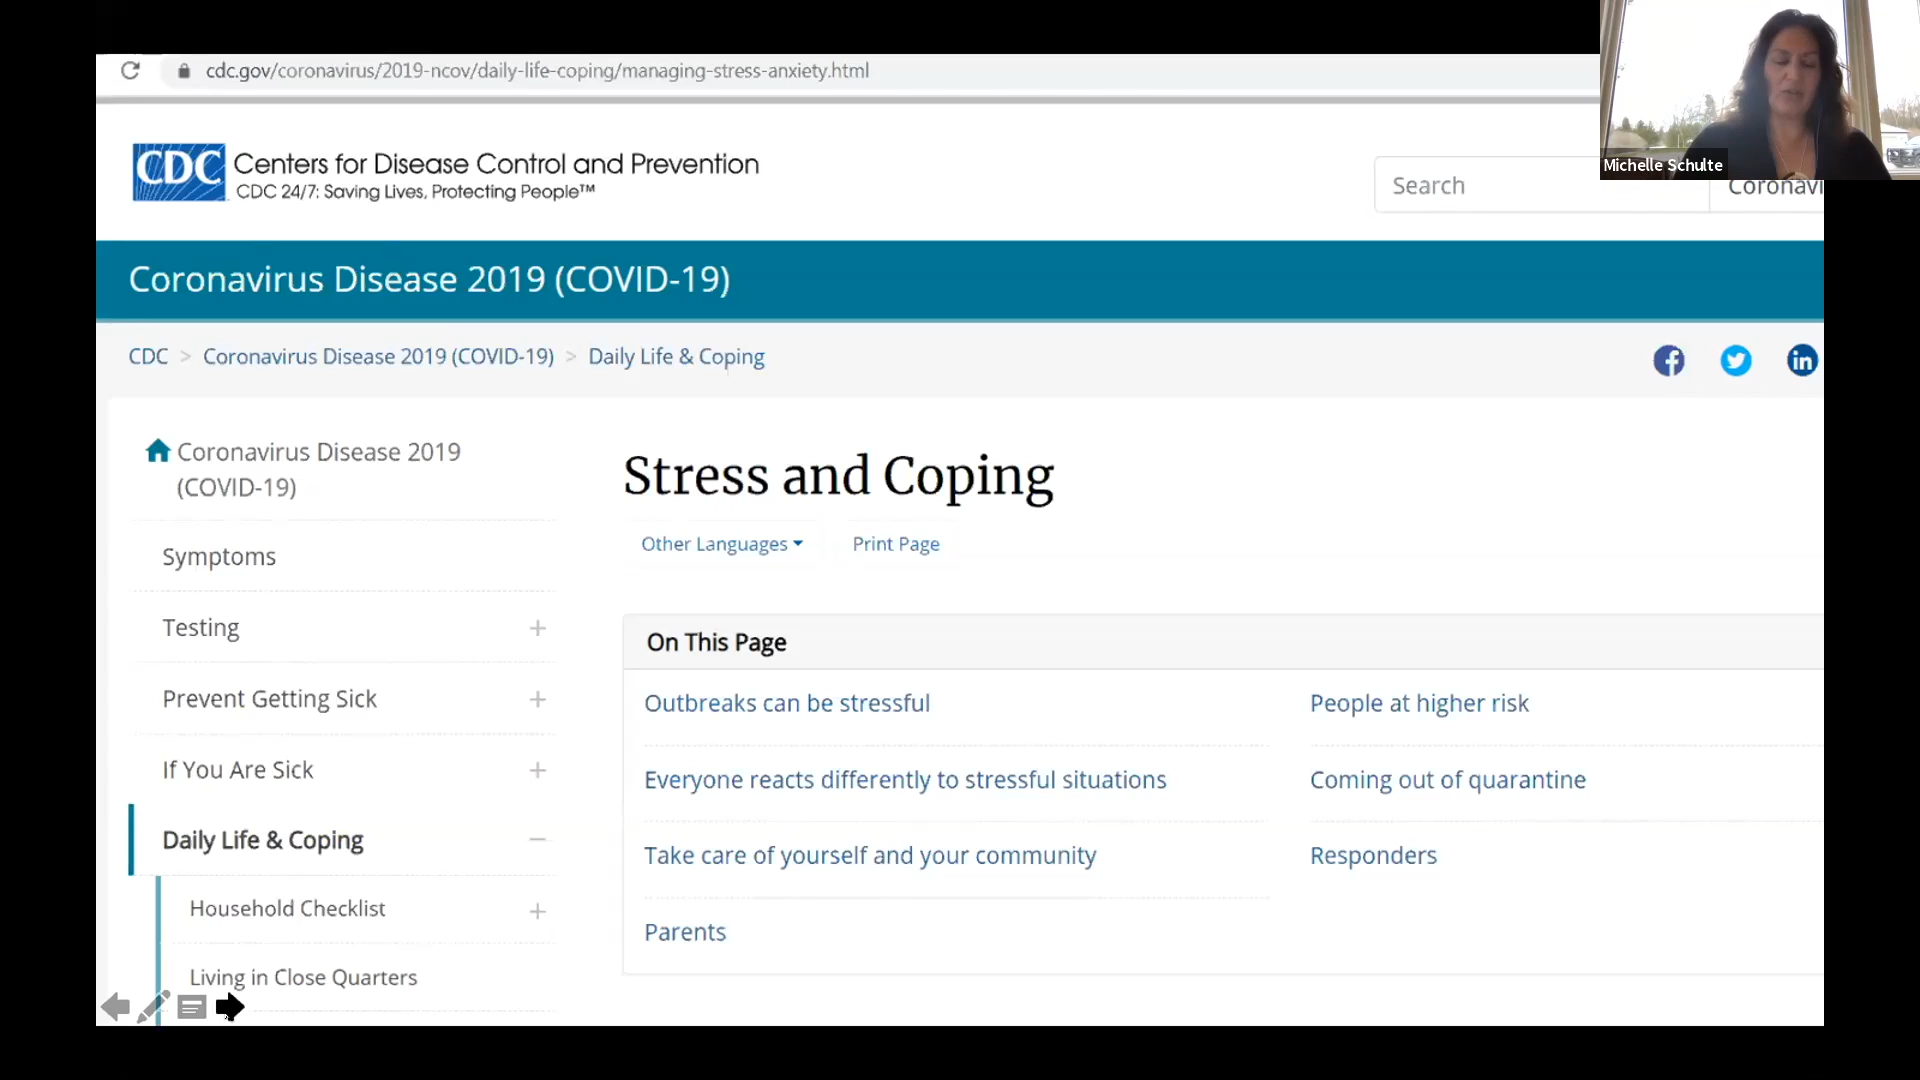 cdc.gov/coronavirus/2019-ncov/daily-life-coping/managing-stress-anxiety.html
Michelle Schulte
CDC Centers for Disease Control and Prevention
CDC 24/7: Saving Lives, Protecting People™
Search
Coronavi
Coronavirus Disease 2019 (COVID-19)
CDC > Coronavirus Disease 2019 (COVID-19) > Daily Life & Coping
Coronavirus Disease 2019
(COVID-19)
Symptoms
Testing
Prevent Getting Sick
If You Are Sick
Daily Life & Coping
Household Checklist
Living in Close Quarters
Stress and Coping
Other Languages
Print Page
On This Page
Outbreaks can be stressful
Everyone reacts differently to stressful situations
Take care of yourself and your community
Parents
People at higher risk
Coming out of quarantine
Responders